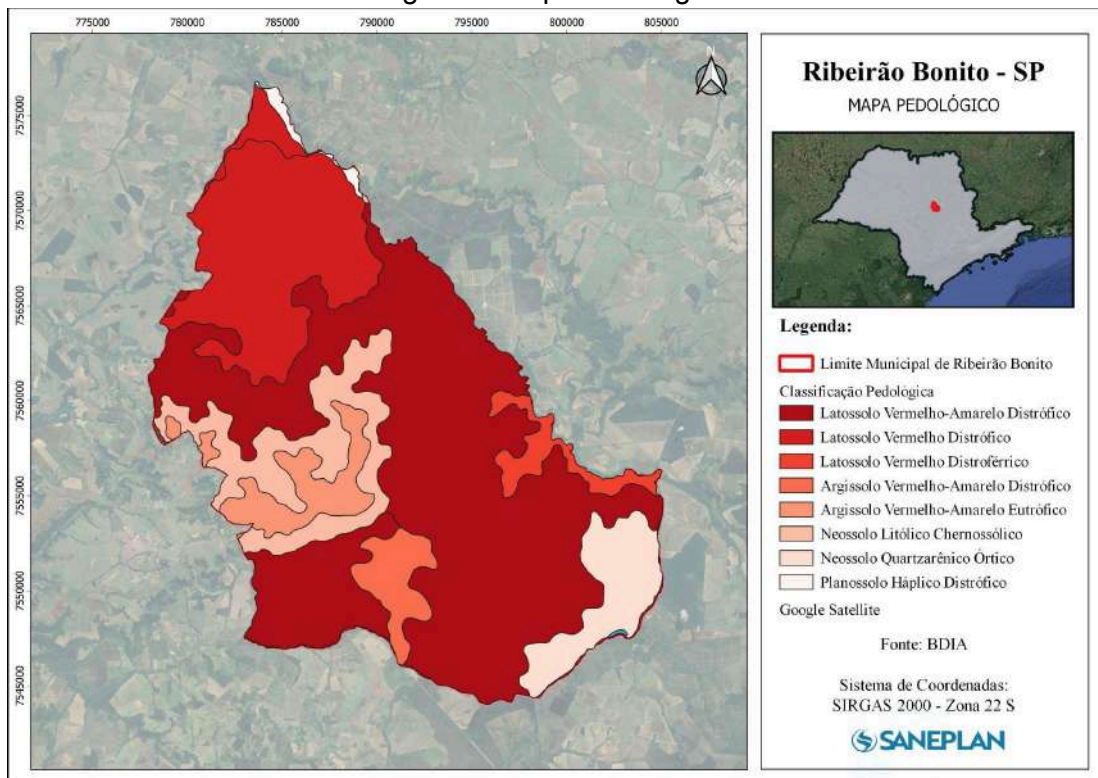 775000 780000 785000 790000 795000 800000 805000
7575000
7570000
7565000
7560000
7555000
7550000
7545000
N
Ribeirão Bonito - SP
MAPA PEDOLÓGICO
Legenda:
Limite Municipal de Ribeirão Bonito
Classificação Pedológica
Latossolo Vermelho-Amarelo Distrófico
Latossolo Vermelho Distrófico
Latossolo Vermelho Distroférrico
Argissolo Vermelho-Amarelo Distrófico
Argissolo Vermelho-Amarelo Eutrófico
Neossolo Litólico Chernossólico
Neossolo Quartzarênico Órtico
Planossolo Háplico Distrófico
Google Satellite
Fonte: BDIA
Sistema de Coordenadas:
SIRGAS 2000 - Zona 22 S
SANEPLAN